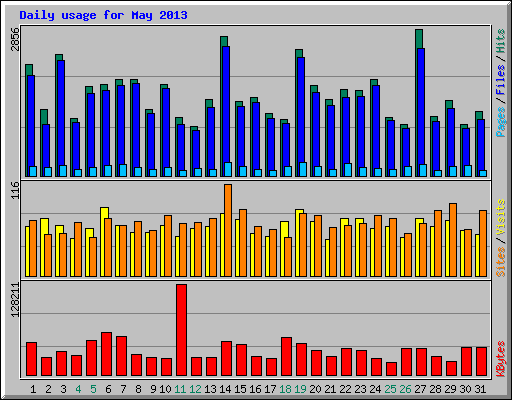 Daily usage for May 2013
2856
Pages / Files / Hits
116
Sites / Visits
128211
KBytes
1 2 3 4 5 6 7 8 9 10 11 12 13 14 15 16 17 18 19 20 21 22 23 24 25 26 27 28 29 30 31